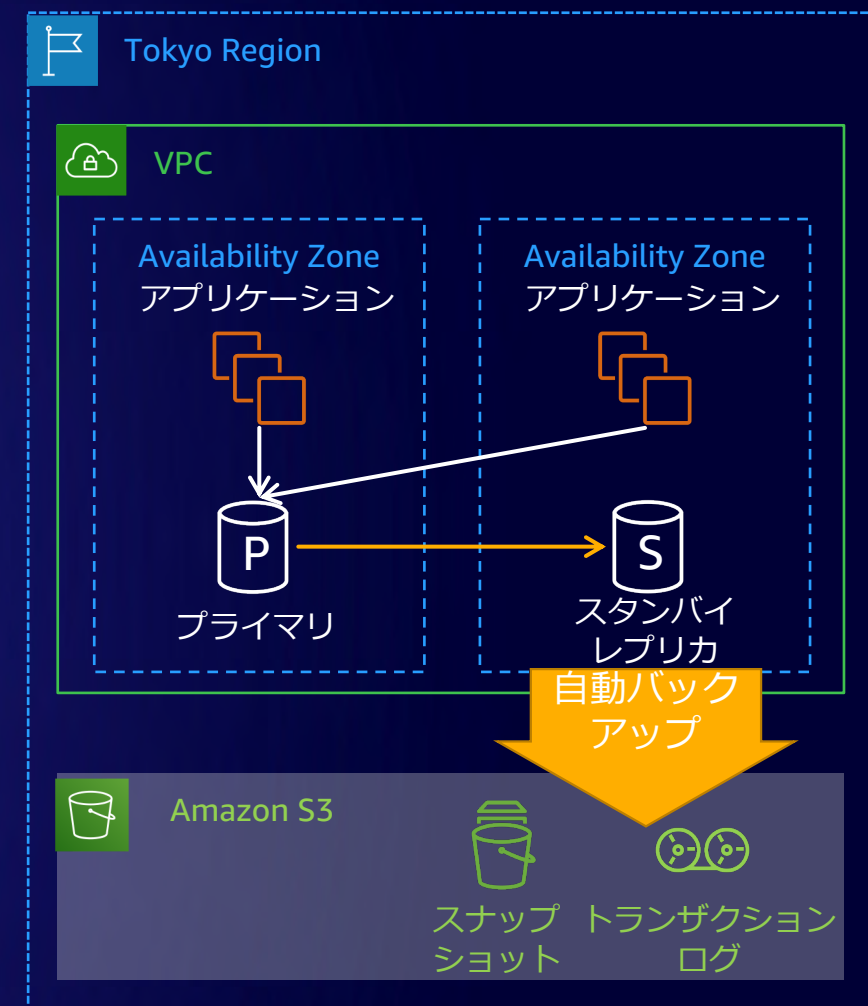 Tokyo Region
VPC
Availability Zone
アプリケーション
Availability Zone
アプリケーション
P
プライマリ
S
スタンバイ
レプリカ
自動バック
アップ
Amazon S3
スナップ
ショット
トランザクション
ログ